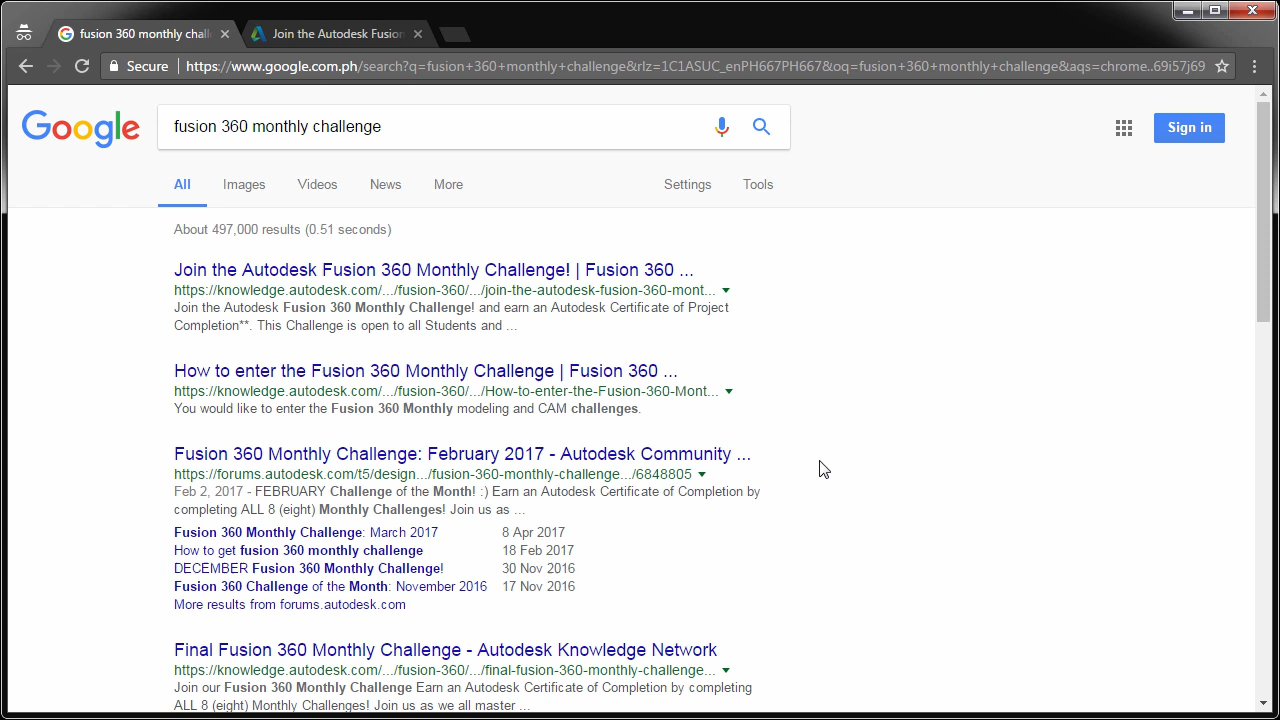 fusion 360 monthly chal
Join the Autodesk Fusion
Secure
https://www.google.com.ph/search?q=fusion+360+monthly+challenge&rlz=1C1ASUC_enPH667PH667&oq=fusion+360+monthly+challenge&aqs=chrome..69i57j69
Google
fusion 360 monthly challenge
Sign in
All Images Videos News More Settings Tools
About 497,000 results (0.51 seconds)
Join the Autodesk Fusion 360 Monthly Challenge! | Fusion 360 ...
https://knowledge.autodesk.com/.../fusion-360/.../join-the-autodesk-fusion-360-mont...
Join the Autodesk Fusion 360 Monthly Challenge! and earn an Autodesk Certificate of Project
Completion**. This Challenge is open to all Students and ...
How to enter the Fusion 360 Monthly Challenge | Fusion 360 ...
https://knowledge.autodesk.com/.../fusion-360/.../How-to-enter-the-Fusion-360-Mont...
You would like to enter the Fusion 360 Monthly modeling and CAM challenges.
Fusion 360 Monthly Challenge: February 2017 - Autodesk Community ...
https://forums.autodesk.com/t5/design.../fusion-360-monthly-challenge.../6848805
Feb 2, 2017 - FEBRUARY Challenge of the Month! :) Earn an Autodesk Certificate of Completion by
completing ALL 8 (eight) Monthly Challenges! Join us as ...
Fusion 360 Monthly Challenge: March 2017 8 Apr 2017
How to get fusion 360 monthly challenge 18 Feb 2017
DECEMBER Fusion 360 Monthly Challenge! 30 Nov 2016
Fusion 360 Challenge of the Month: November 2016 17 Nov 2016
More results from forums.autodesk.com
Final Fusion 360 Monthly Challenge - Autodesk Knowledge Network
https://knowledge.autodesk.com/.../fusion-360/.../final-fusion-360-monthly-challenge...
Join our Fusion 360 Monthly Challenge Earn an Autodesk Certificate of Completion by completing
ALL 8 (eight) Monthly Challenges! Join us as we all master ...